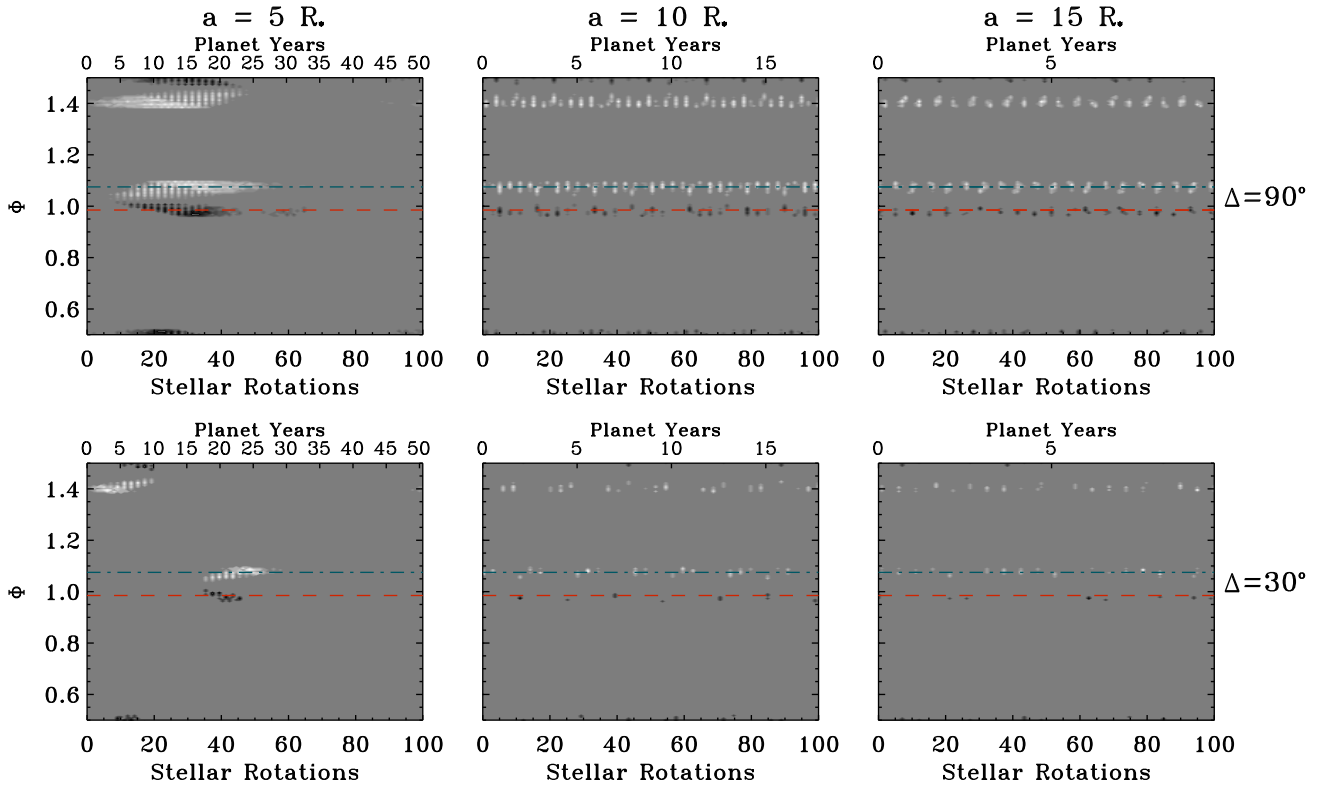 a = 5 R*
a = 10 R*
a = 15 R*
Planet Years
Planet Years
Planet Years
0 5 10 15 20 25 30 35 40 45 50
0 5 10 15
0 5
Φ
1.4
1.2
1.0
0.8
0.6
Δ=90°
0 20 40 60 80 100
0 20 40 60 80 100
0 20 40 60 80 100
Stellar Rotations
Stellar Rotations
Stellar Rotations
Planet Years
Planet Years
Planet Years
0 5 10 15 20 25 30 35 40 45 50
0 5 10 15
0 5
Φ
1.4
1.2
1.0
0.8
0.6
Δ=30°
0 20 40 60 80 100
0 20 40 60 80 100
0 20 40 60 80 100
Stellar Rotations
Stellar Rotations
Stellar Rotations